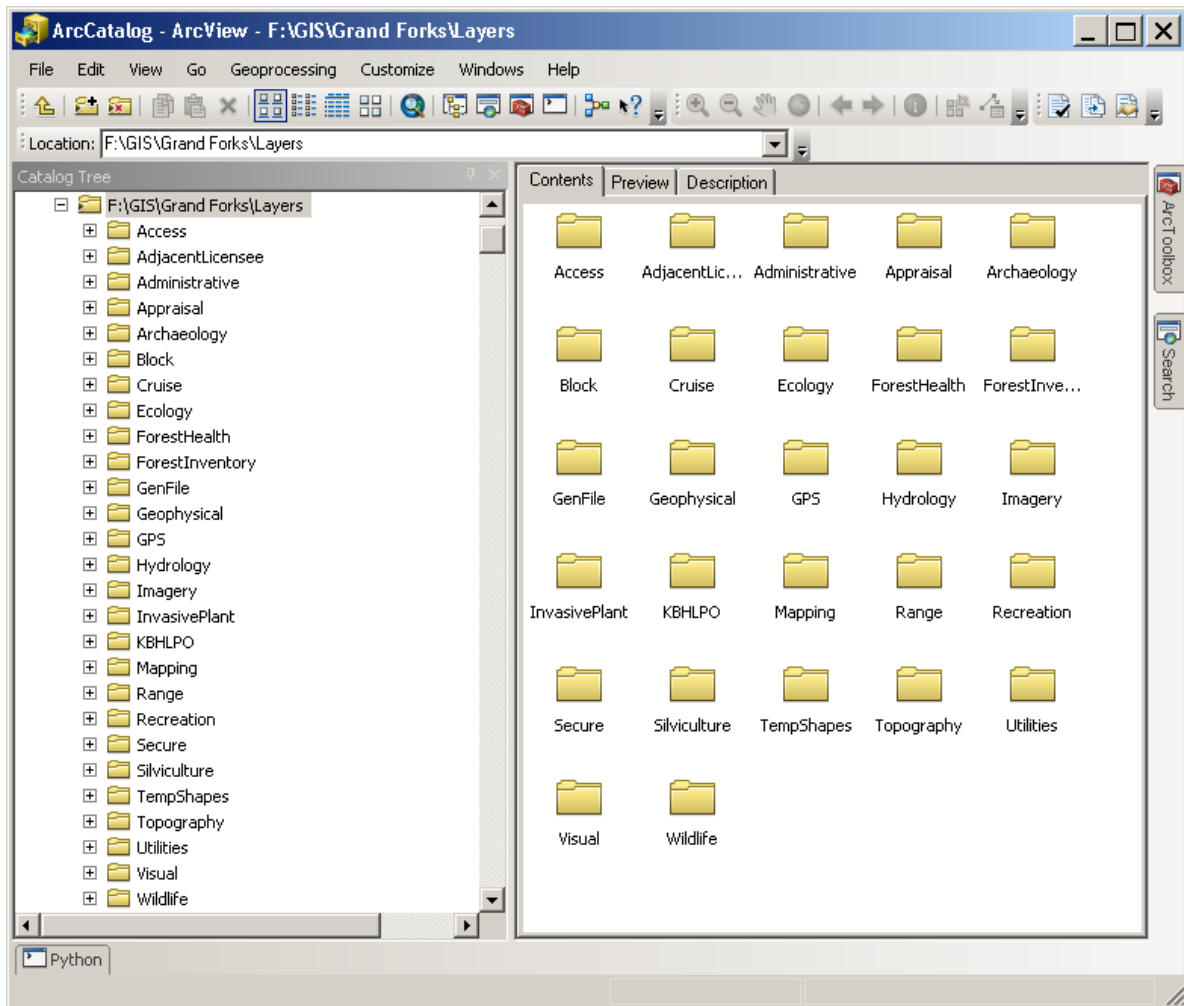 ArcCatalog - ArcView - F:\GIS\Grand Forks\Layers
File Edit View Go Geoprocessing Customize Windows Help
Location: F:\GIS\Grand Forks\Layers
Catalog Tree
F:\GIS\Grand Forks\Layers
Access
AdjacentLicensee
Administrative
Appraisal
Archaeology
Block
Cruise
Ecology
ForestHealth
ForestInventory
GenFile
Geophysical
GPS
Hydrology
Imagery
InvasivePlant
KBHLPO
Mapping
Range
Recreation
Secure
Silviculture
TempShapes
Topography
Utilities
Visual
Wildlife
Contents Preview Description
Access AdjacentLic... Administrative Appraisal Archaeology
Block Cruise Ecology ForestHealth ForestInve...
GenFile Geophysical GPS Hydrology Imagery
InvasivePlant KBHLPO Mapping Range Recreation
Secure Silviculture TempShapes Topography Utilities
Visual Wildlife
ArcToolbox
Search
Python